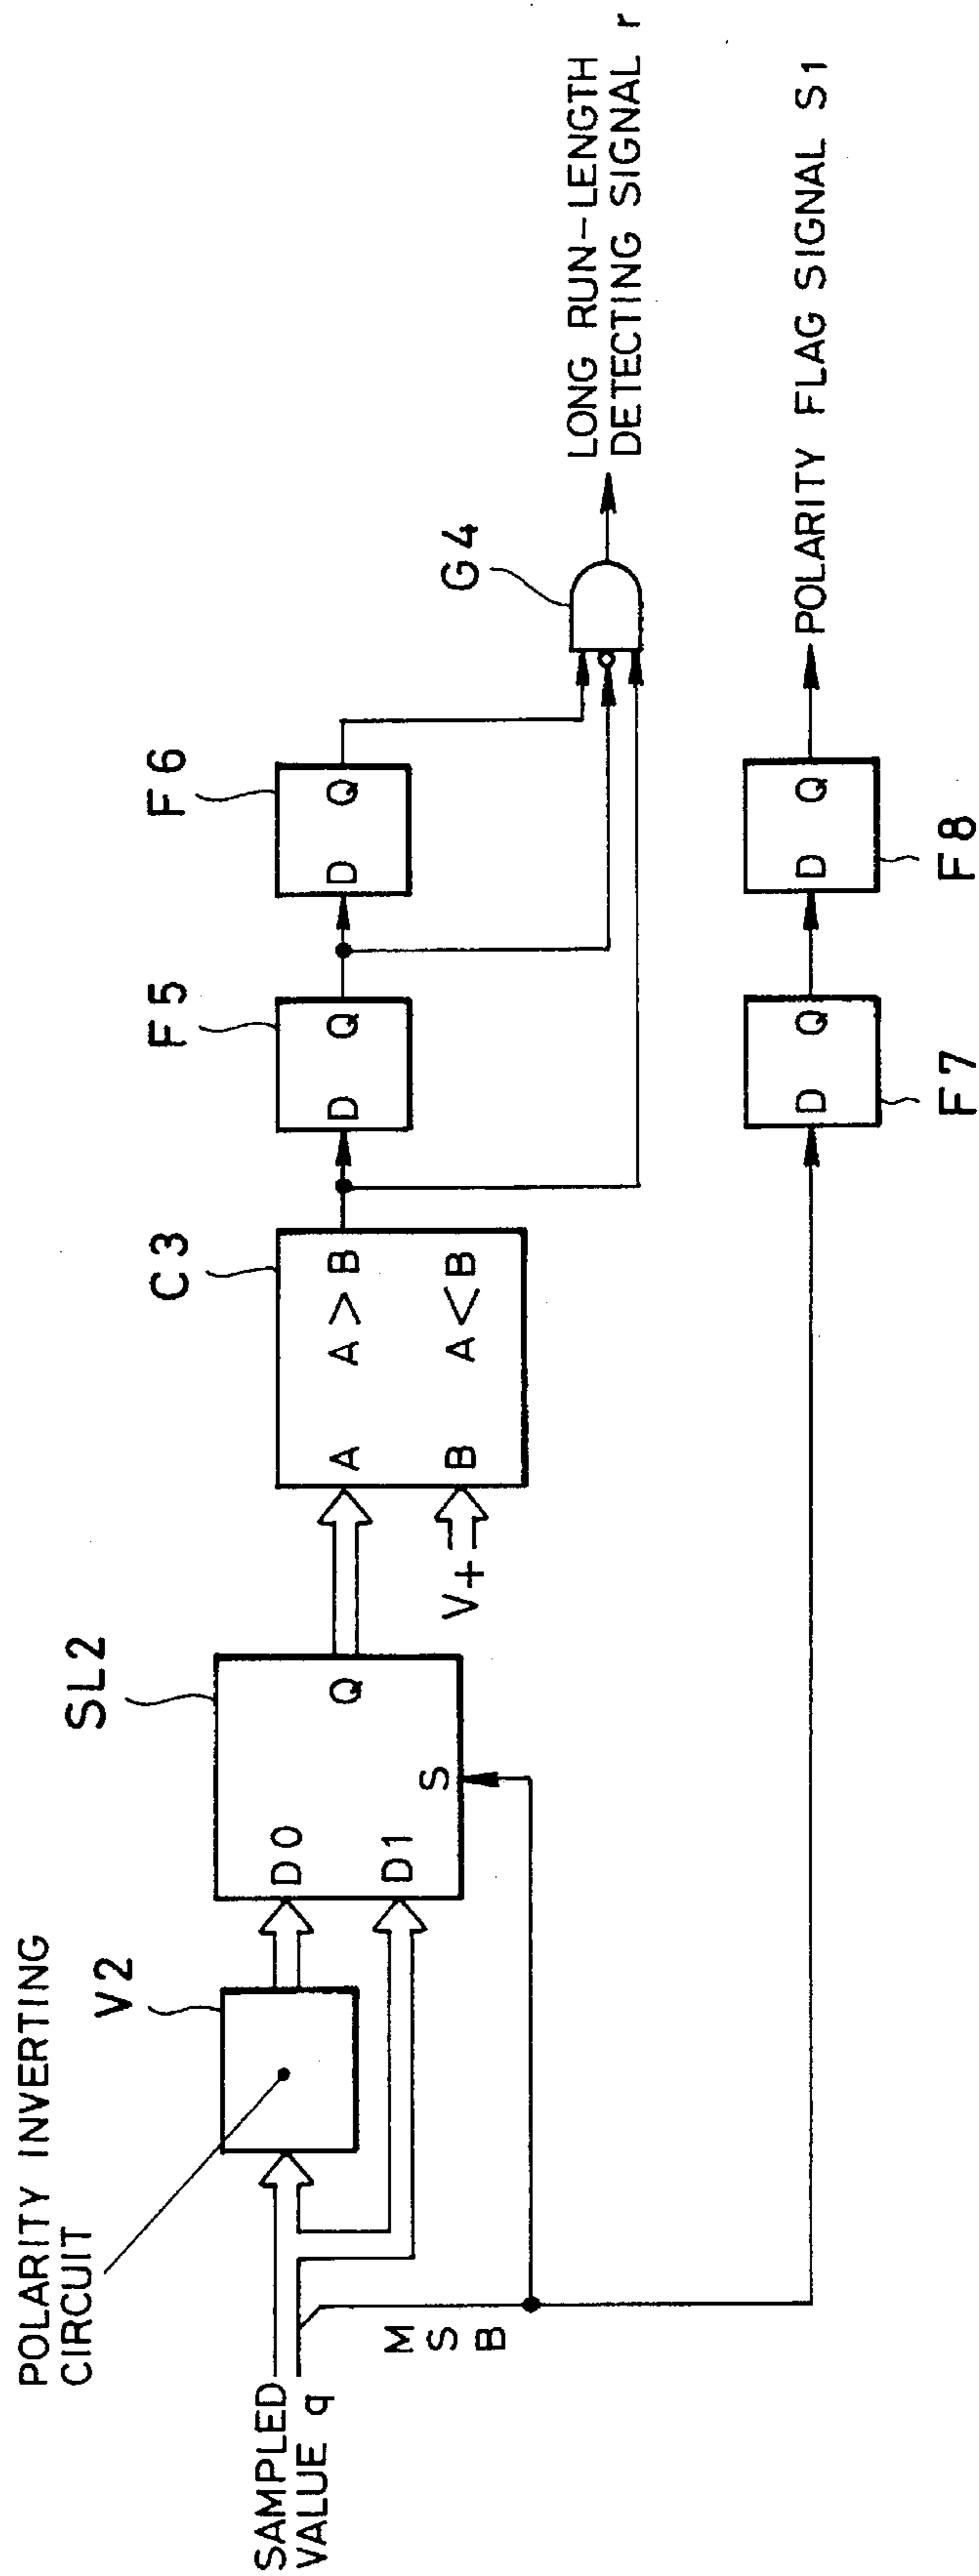 POLARITY INVERTING
CIRCUIT
V2
SL2
C3
F5
F6
SAMPLED
VALUE q
D0
D1
Q
S
A
A>B
B
A<B
V+
D
Q
D
Q
G4
LONG RUN-LENGTH
DETECTING SIGNAL r
M
S
B
D
Q
D
Q
POLARITY FLAG SIGNAL S1
F7
F8